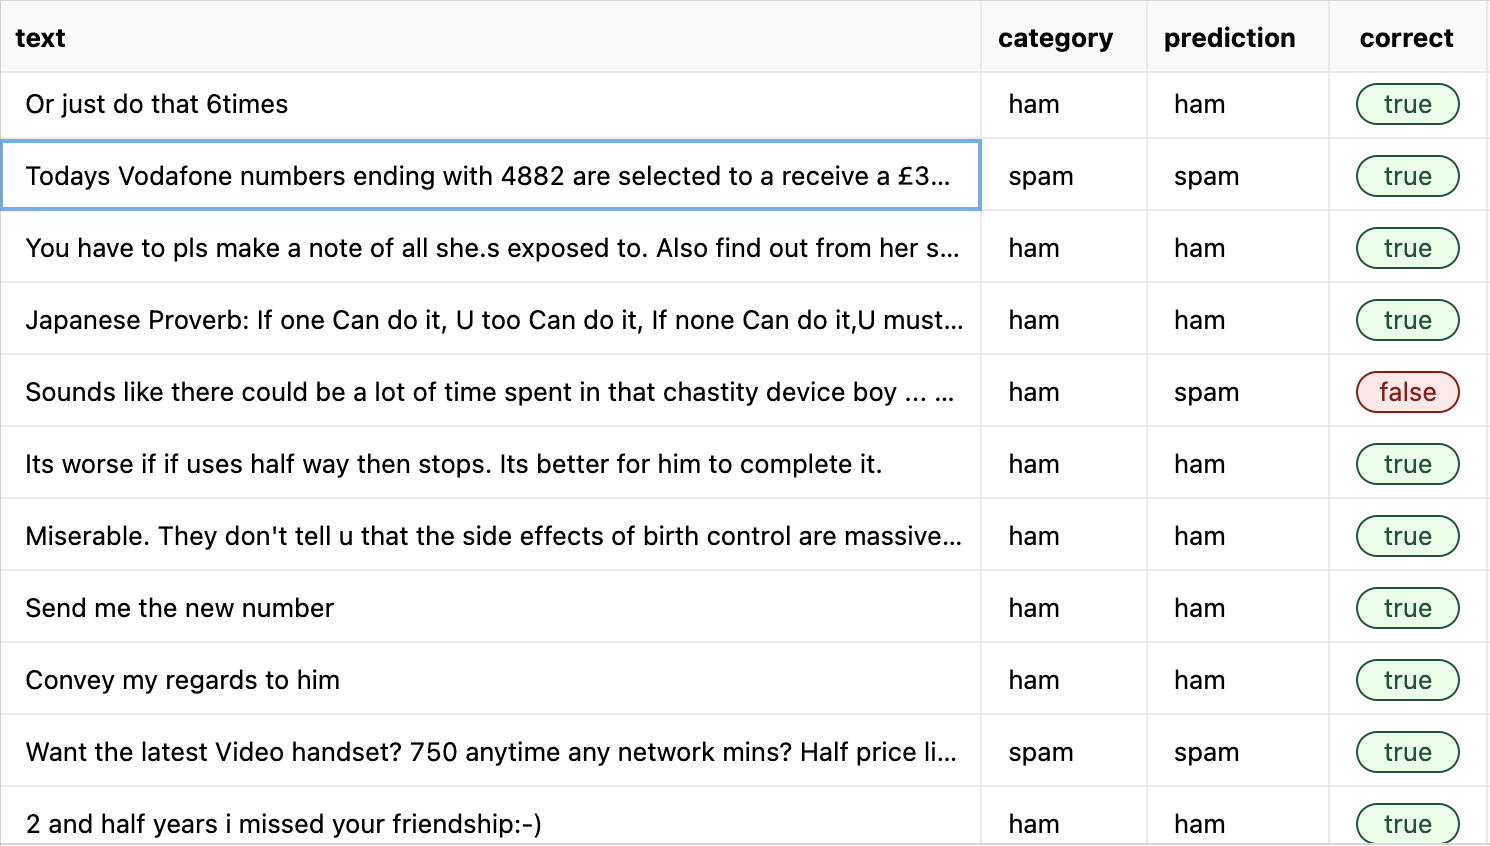 text category prediction correct
Or just do that 6times ham ham true
Todays Vodafone numbers ending with 4882 are selected to a receive a £3... spam spam true
You have to pls make a note of all she.s exposed to. Also find out from her s... ham ham true
Japanese Proverb: If one Can do it, U too Can do it, If none Can do it,U must... ham ham true
Sounds like there could be a lot of time spent in that chastity device boy ... ... ham spam false
Its worse if if uses half way then stops. Its better for him to complete it. ham ham true
Miserable. They don't tell u that the side effects of birth control are massive... ham ham true
Send me the new number ham ham true
Convey my regards to him ham ham true
Want the latest Video handset? 750 anytime any network mins? Half price li... spam spam true
2 and half years i missed your friendship:-) ham ham true